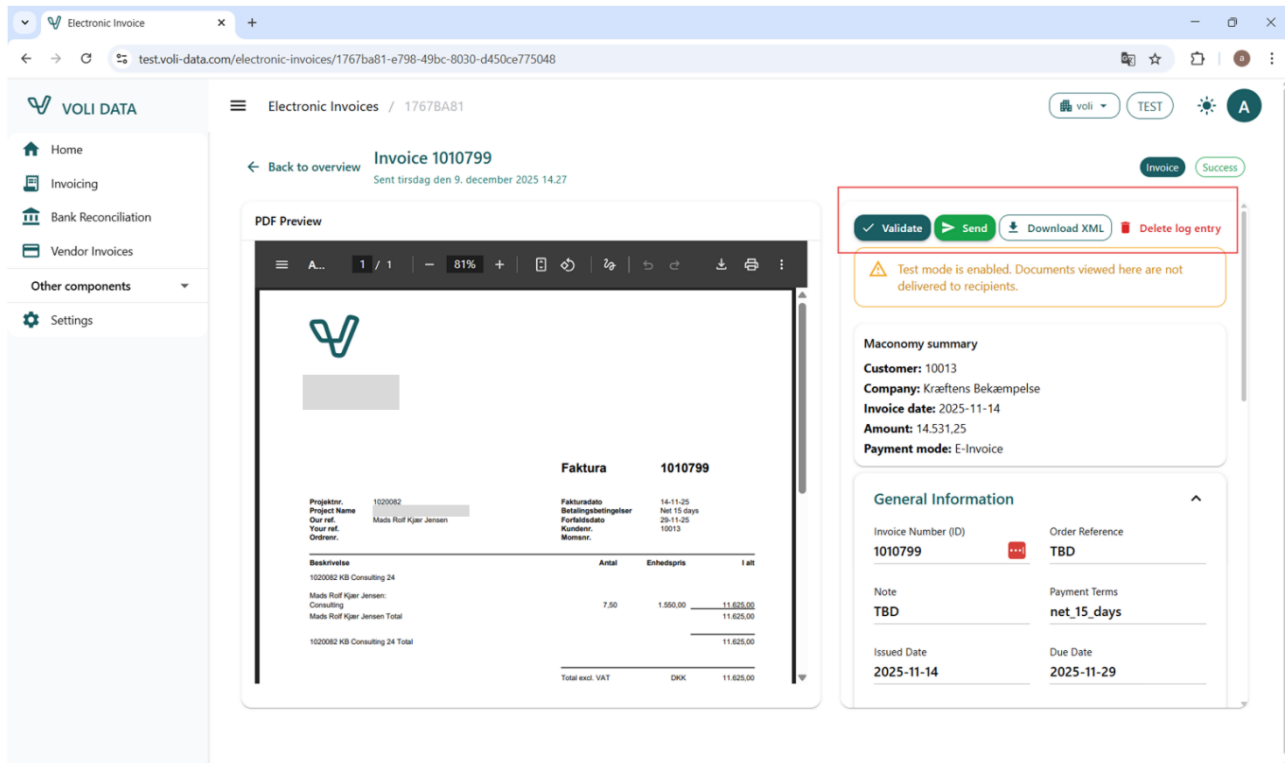 Electronic Invoice
test.voli-data.com/electronic-invoices/1767ba81-e798-49bc-8030-d450ce775048
a
VOLI DATA
Electronic Invoices / 1767BA81
voli
TEST
A
Home
Invoicing
Bank Reconciliation
Vendor Invoices
Other components
Settings
Back to overview
Invoice 1010799
Sent tirsdag den 9. december 2025 14.27
Invoice
Success
PDF Preview
A... 1 / 1 81%
Faktura 1010799
Projektnr. 1020082
Project Name
Our ref. Mads Rolf Kjær Jensen
Your ref.
Ordrenr.
Fakturadato 14-11-25
Betalingsbetingelser Net 15 days
Forfaldsdato 29-11-25
Kundenr. 10013
Momsnr.
Beskrivelse Antal Enhedspris I alt
1020082 KB Consulting 24
Mads Rolf Kjær Jensen:
Consulting 7,50 1.550,00 11.625,00
Mads Rolf Kjær Jensen Total 11.625,00
1020082 KB Consulting 24 Total 11.625,00
Total excl. VAT DKK 11.625,00
Validate
Send
Download XML
Delete log entry
Test mode is enabled. Documents viewed here are not
delivered to recipients.
Maconomy summary
Customer: 10013
Company: Kræftens Bekæmpelse
Invoice date: 2025-11-14
Amount: 14.531,25
Payment mode: E-Invoice
General Information
Invoice Number (ID)
1010799
Order Reference
TBD
Note
TBD
Payment Terms
net_15_days
Issued Date
2025-11-14
Due Date
2025-11-29